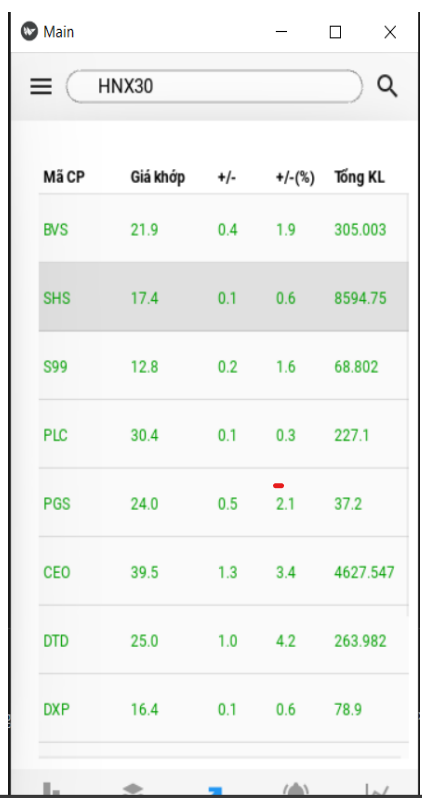 Main
HNX30
Mã CP Giá khớp +/- +/-(%) Tổng KL
BVS 21.9 0.4 1.9 305.003
SHS 17.4 0.1 0.6 8594.75
S99 12.8 0.2 1.6 68.802
PLC 30.4 0.1 0.3 227.1
PGS 24.0 0.5 2.1 37.2
CEO 39.5 1.3 3.4 4627.547
DTD 25.0 1.0 4.2 263.982
DXP 16.4 0.1 0.6 78.9